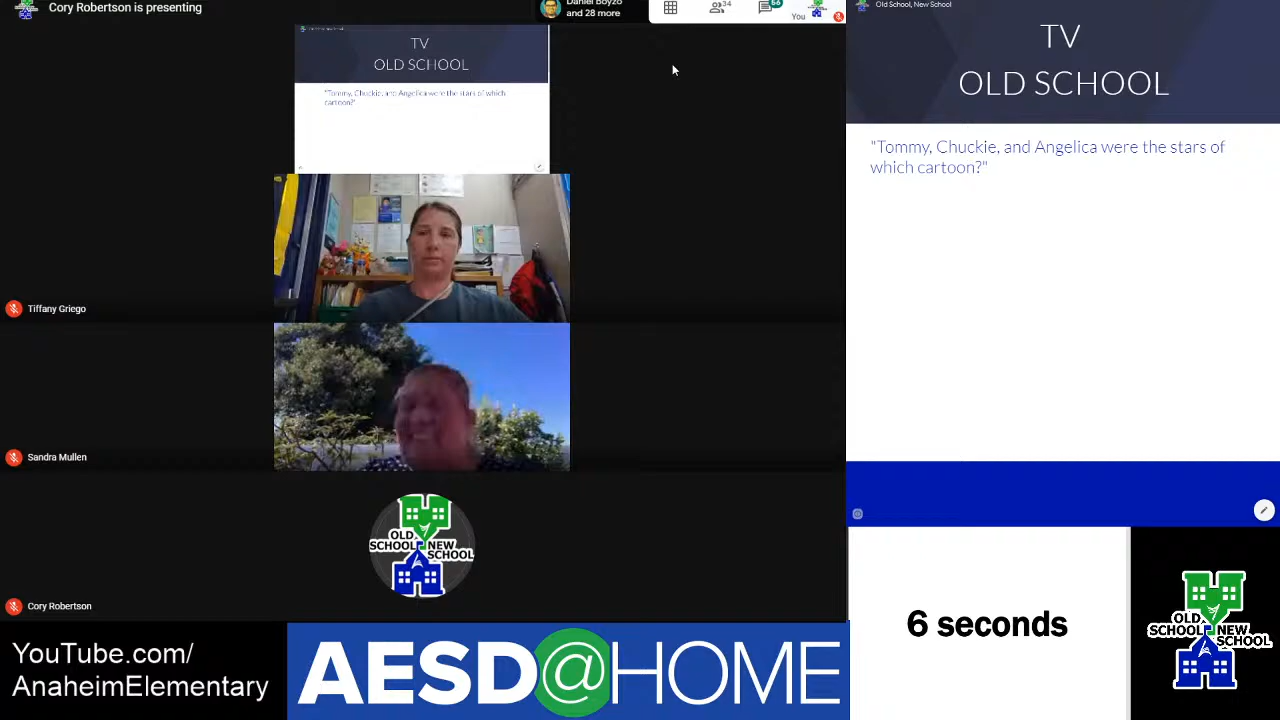 Cory Robertson is presenting
Daniel Boyzo
and 28 more
34
56
You
TV
OLD SCHOOL
"Tommy, Chuckie, and Angelica were the stars of which
cartoon?"
Tiffany Griego
Sandra Mullen
OLD
SCHOOL NEW
SCHOOL
Cory Robertson
YouTube.com/
AnaheimElementary
AESD@HOME
Old School, New School
TV
OLD SCHOOL
"Tommy, Chuckie, and Angelica were the stars of
which cartoon?"
6 seconds
OLD
SCHOOL NEW
SCHOOL